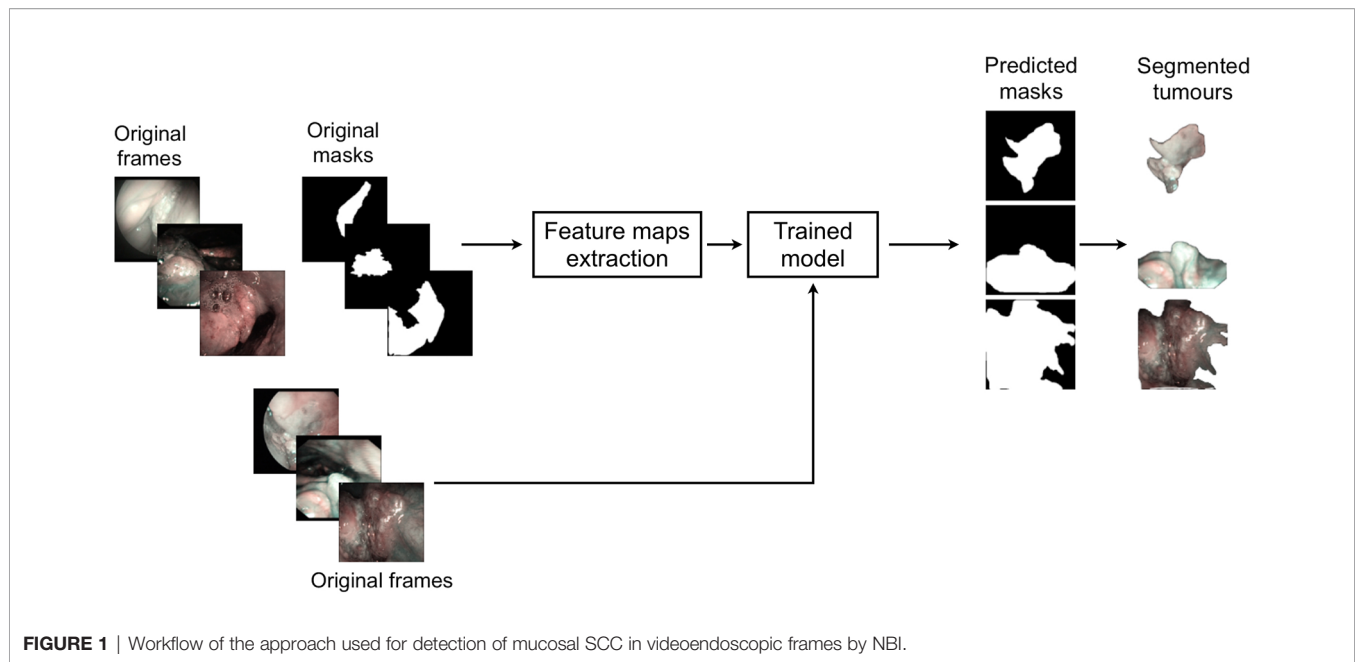 Original
frames
Original
masks
Feature maps
extraction
Trained
model
Predicted
masks
Segmented
tumours
Original frames
FIGURE 1 | Workflow of the approach used for detection of mucosal SCC in videoendoscopic frames by NBI.